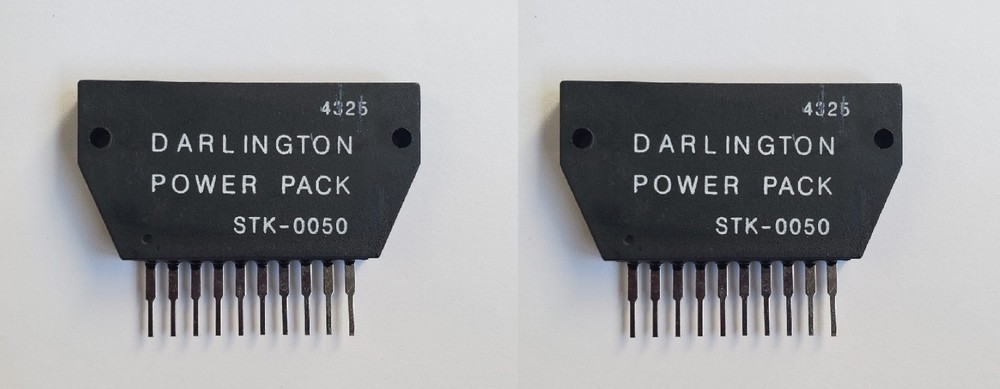 4325
DARLINGTON
POWER PACK
STK-0050
4325
DARLINGTON
POWER PACK
STK-0050